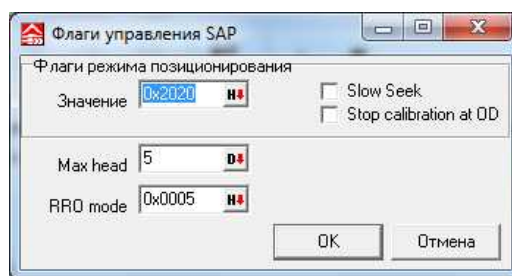 Флаги управления SAP
Флаги режима позиционирования
Значение 0x2020 H Slow Seek
Stop calibration at OD
Max head 5 D
RRO mode 0x0005 H
OK Отмена